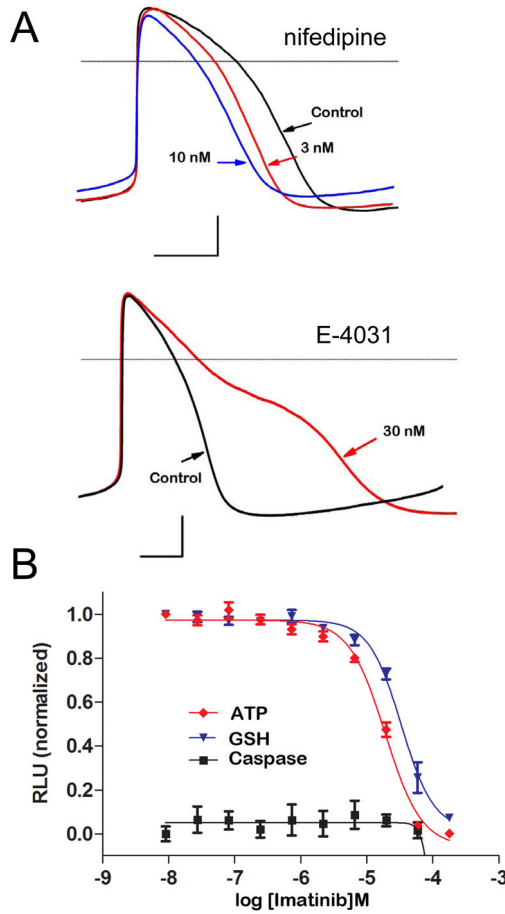 A
nifedipine
Control
10 nM
3 nM
E-4031
30 nM
Control
B
RLU (normalized)
1.0
0.8
0.6
0.4
0.2
0.0
ATP
GSH
Caspase
-9
-8
-7
-6
-5
-4
-3
log [Imatinib]M